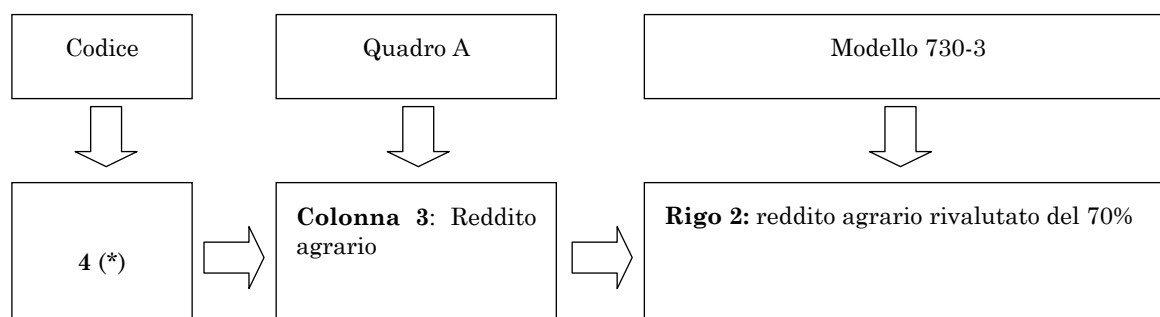 Codice
Quadro A
Modello 730-3
4 (*)
Colonna 3: Reddito
agrario
Rigo 2: reddito agrario rivalutato del 70%